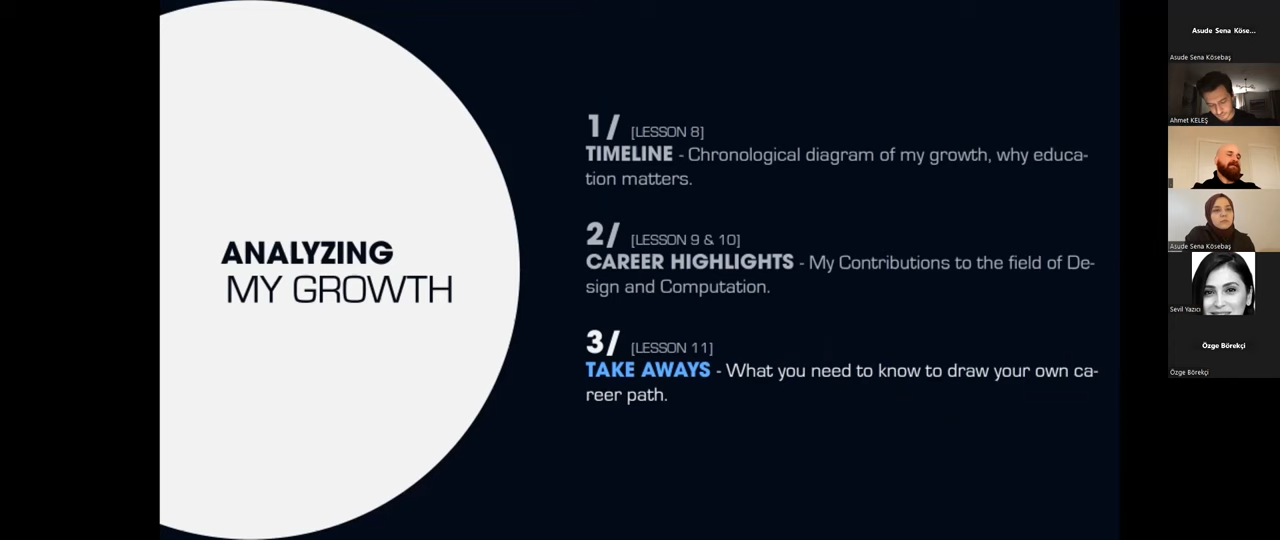 ANALYZING
MY GROWTH
1/ [LESSON 8]
TIMELINE - Chronological diagram of my growth, why educa-
tion matters.
2/ [LESSON 9 & 10]
CAREER HIGHLIGHTS - My Contributions to the field of De-
sign and Computation.
3/ [LESSON 11]
TAKE AWAYS - What you need to know to draw your own ca-
reer path.
Asude Sena Köse...
Asude Sena Kösebaş
Ahmet KELEŞ
Asude Sena Kösebaş
Sevil Yazıcı
Özge Börekçi
Özge Börekçi